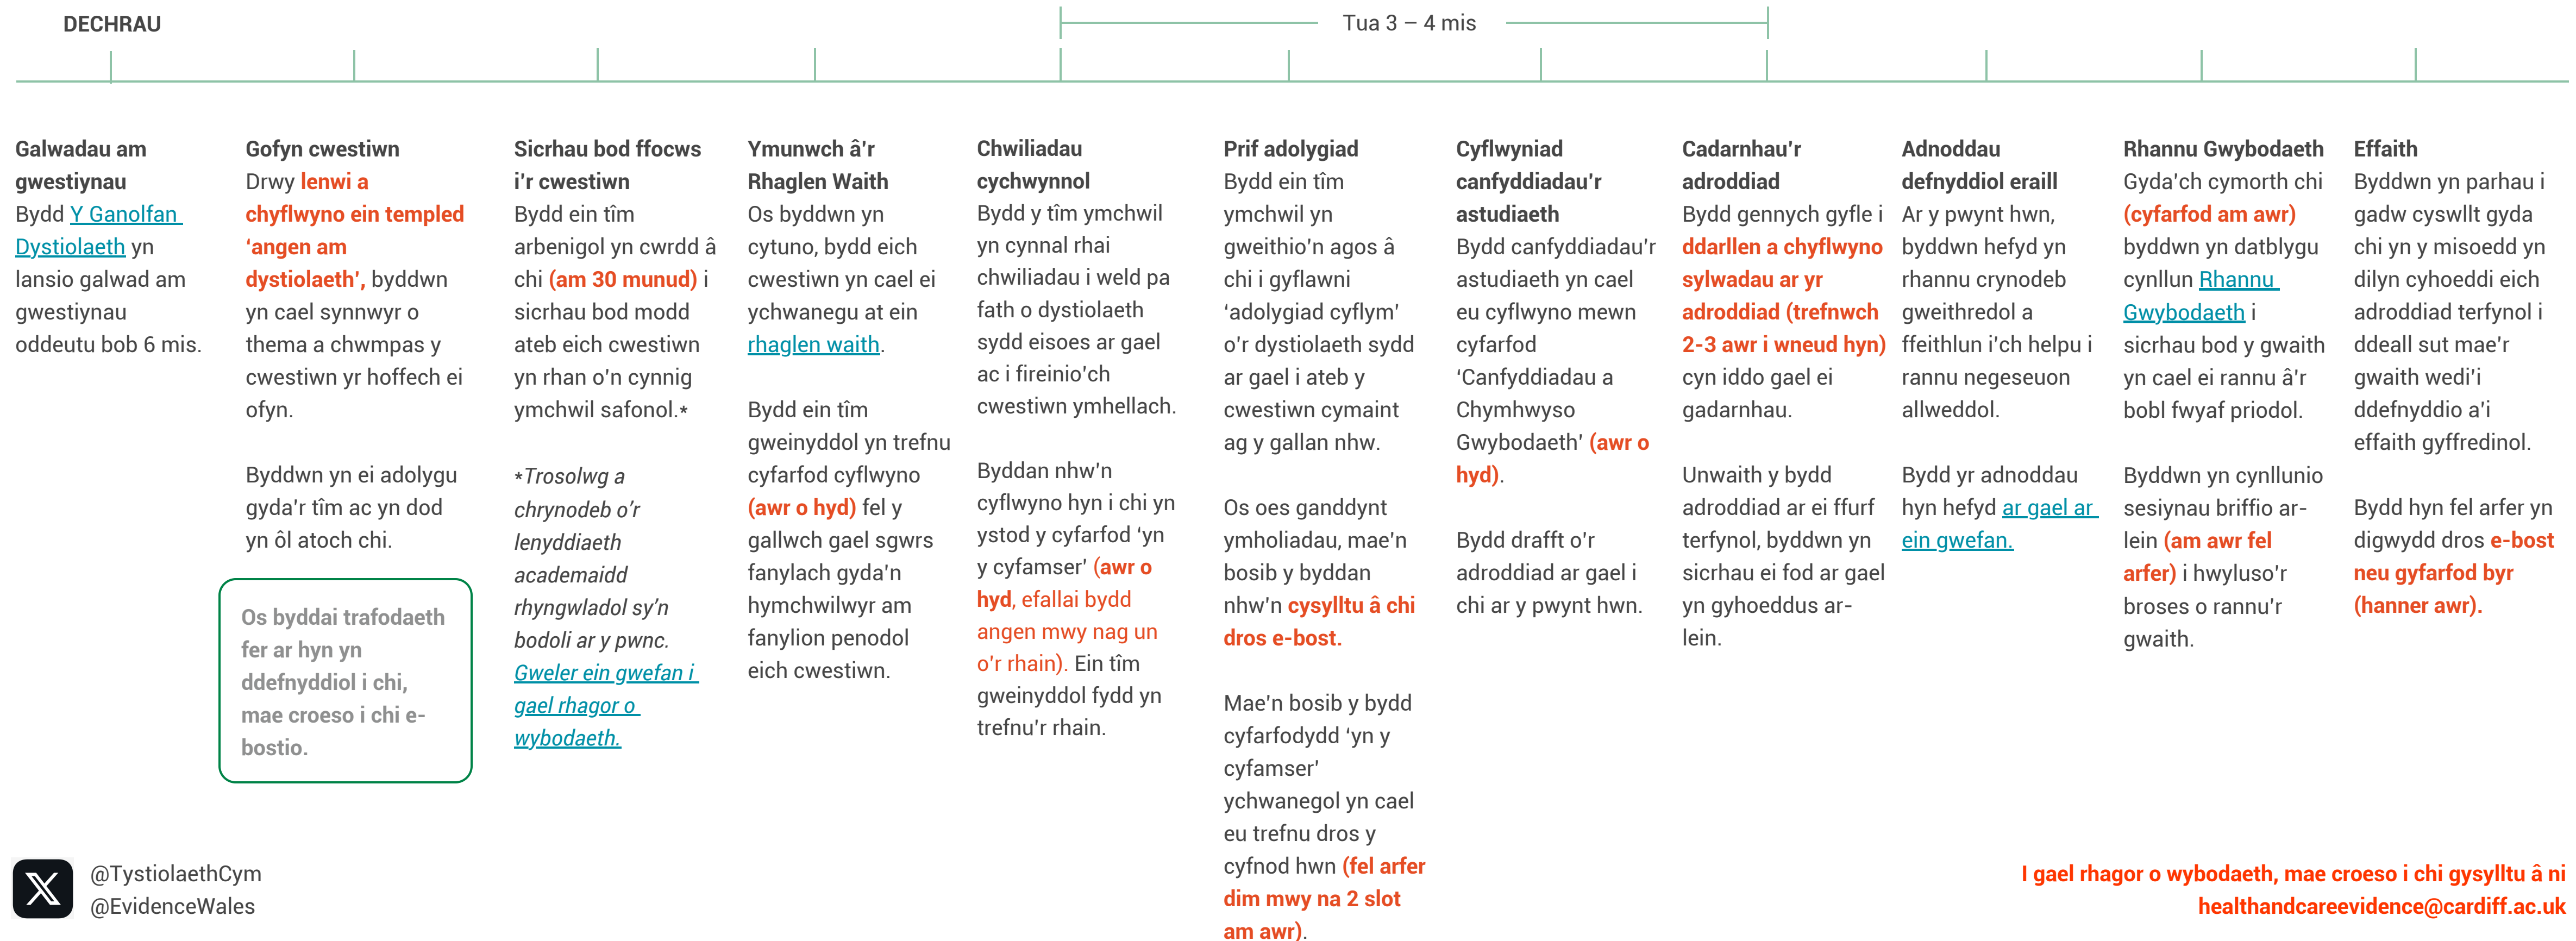 DECHRAU
Tua 3 – 4 mis
Galwadau am
gwestiynau
Bydd Y Ganolfan
Dystiolaeth yn
lansio galwad am
gwestiynau
oddeutu bob 6 mis.
Gofyn cwestiwn
Drwy lenwi a
chyflwyno ein templed
‘angen am
dystiolaeth’, byddwn
yn cael synnwyr o
thema a chwmpas y
cwestiwn yr hoffech ei
ofyn.
Byddwn yn ei adolygu
gyda’r tîm ac yn dod
yn ôl atoch chi.
Os byddai trafodaeth
fer ar hyn yn
ddefnyddiol i chi,
mae croeso i chi e-
bostio.
Sicrhau bod ffocws
i’r cwestiwn
Bydd ein tîm
arbenigol yn cwrdd â
chi (am 30 munud) i
sicrhau bod modd
ateb eich cwestiwn
yn rhan o’n cynnig
ymchwil safonol.*
*Trosolwg a
chrynodeb o’r
lenyddiaeth
academaidd
rhyngwladol sy’n
bodoli ar y pwnc.
Gweler ein gwefan i
gael rhagor o
wybodaeth.
Ymunwch â’r
Rhaglen Waith
Os byddwn yn
cytuno, bydd eich
cwestiwn yn cael ei
ychwanegu at ein
rhaglen waith.
Bydd ein tîm
gweinyddol yn trefnu
cyfarfod cyflwyno
(awr o hyd) fel y
gallwch gael sgwrs
fanylach gyda’n
hymchwilwyr am
fanylion penodol
eich cwestiwn.
Chwiliadau
cychwynnol
Bydd y tîm ymchwil
yn cynnal rhai
chwiliadau i weld pa
fath o dystiolaeth
sydd eisoes ar gael
ac i fireinio’ch
cwestiwn ymhellach.
Byddan nhw’n
cyflwyno hyn i chi yn
ystod y cyfarfod ‘yn
y cyfamser’ (awr o
hyd, efallai bydd
angen mwy nag un
o’r rhain). Ein tîm
gweinyddol fydd yn
trefnu’r rhain.
Prif adolygiad
Bydd ein tîm
ymchwil yn
gweithio’n agos â
chi i gyflawni
‘adolygiad cyflym’
o’r dystiolaeth sydd
ar gael i ateb y
cwestiwn cymaint
ag y gallan nhw.
Os oes ganddynt
ymholiadau, mae’n
bosib y byddan
nhw’n cysylltu â chi
dros e-bost.
Mae’n bosib y bydd
cyfarfodydd ‘yn y
cyfamser’
ychwanegol yn cael
eu trefnu dros y
cyfnod hwn (fel arfer
dim mwy na 2 slot
am awr).
Cyflwyniad
canfyddiadau’r
astudiaeth
Bydd canfyddiadau’r
astudiaeth yn cael
eu cyflwyno mewn
cyfarfod
‘Canfyddiadau a
Chymhwyso
Gwybodaeth’ (awr o
hyd).
Bydd drafft o’r
adroddiad ar gael i
chi ar y pwynt hwn.
Cadarnhau’r
adroddiad
Bydd gennych gyfle i
ddarllen a chyflwyno
sylwadau ar yr
adroddiad (trefnwch
2-3 awr i wneud hyn)
cyn iddo gael ei
gadarnhau.
Unwaith y bydd
adroddiad ar ei ffurf
terfynol, byddwn yn
sicrhau ei fod ar gael
yn gyhoeddus ar-
lein.
Adnoddau
defnyddiol eraill
Ar y pwynt hwn,
byddwn hefyd yn
rhannu crynodeb
gweithredol a
ffeithlun i’ch helpu i
rannu negeseuon
allweddol.
Bydd yr adnoddau
hyn hefyd ar gael ar
ein gwefan.
Rhannu Gwybodaeth
Gyda’ch cymorth chi
(cyfarfod am awr)
byddwn yn datblygu
cynllun Rhannu
Gwybodaeth i
sicrhau bod y gwaith
yn cael ei rannu â’r
bobl fwyaf priodol.
Byddwn yn cynllunio
sesiynau briffio ar-
lein (am awr fel
arfer) i hwyluso’r
broses o rannu’r
gwaith.
Effaith
Byddwn yn parhau i
gadw cyswllt gyda
chi yn y misoedd yn
dilyn cyhoeddi eich
adroddiad terfynol i
ddeall sut mae’r
gwaith wedi’i
ddefnyddio a’i
effaith gyffredinol.
Bydd hyn fel arfer yn
digwydd dros e-bost
neu gyfarfod byr
(hanner awr).
@TystiolaethCym
@EvidenceWales
I gael rhagor o wybodaeth, mae croeso i chi gysylltu â ni
healthandcareevidence@cardiff.ac.uk